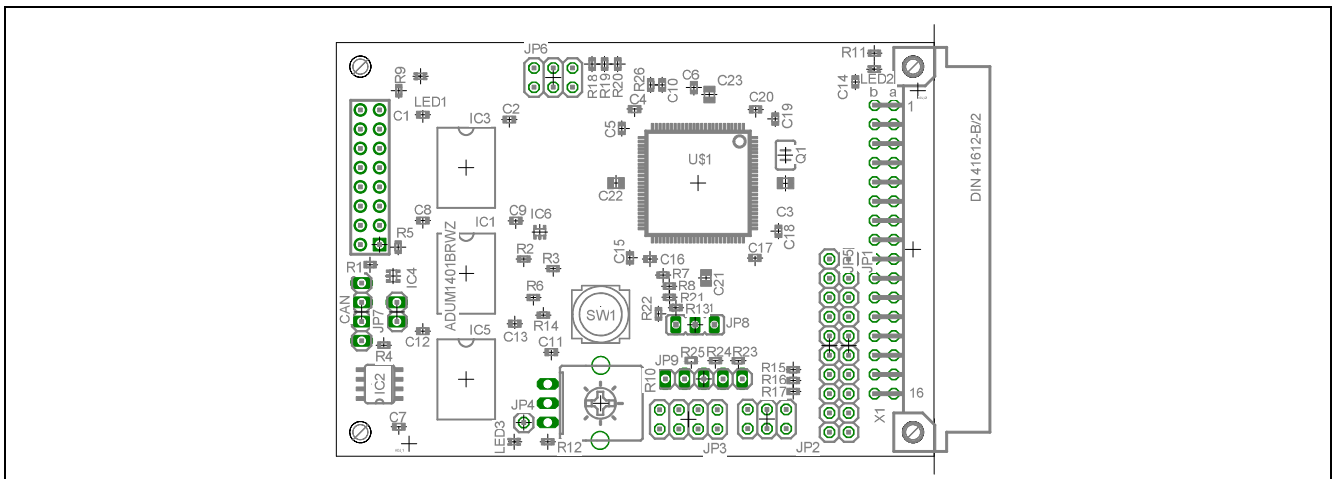 JP6
R11
R9
R18
R19
R20
R26
C10
C6
C23
C14
LED2
b a
LED1
C1
C2
IC3
C4
C5
C20
C19
1
U$1
Q1
DIN 41612-B/2
C22
C8
IC1
C9
IC6
C3
C18
R5
R2
C15
C16
C17
JP5
JP1
R1
IC4
ADUM1401BRWZ
R3
R7
R8
C21
R6
R21
CAN
JP7
R14
SW1
R22
R13
JP8
C12
IC5
C13
R4
C11
JP9
R25
R24
R23
R10
R15
R16
R17
IC2
16
JP4
X1
C7
LED3
R12
JP3
JP2